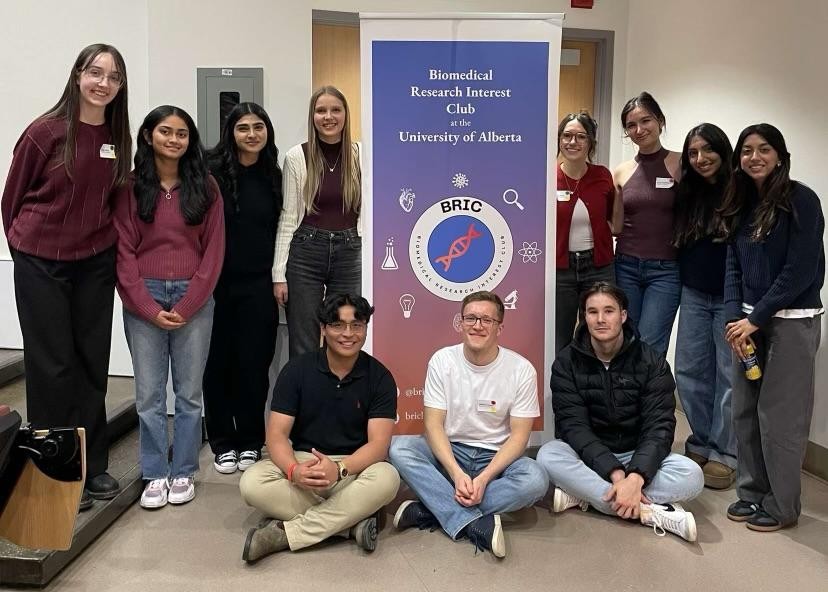 Biomedical
Research Interest
Club
at the
University of Alberta
BRIC
BIOMEDICAL RESEARCH INTEREST CLUB